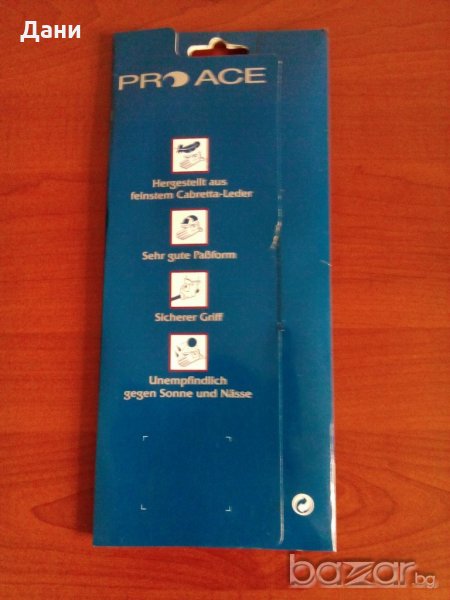 Дани
PRO ACE
Hergestellt aus
feinstem Cabretta-Leder
Sehr gute Paßform
Sicherer Griff
Unempfindlich
gegen Sonne und Nässe
bazar.bg